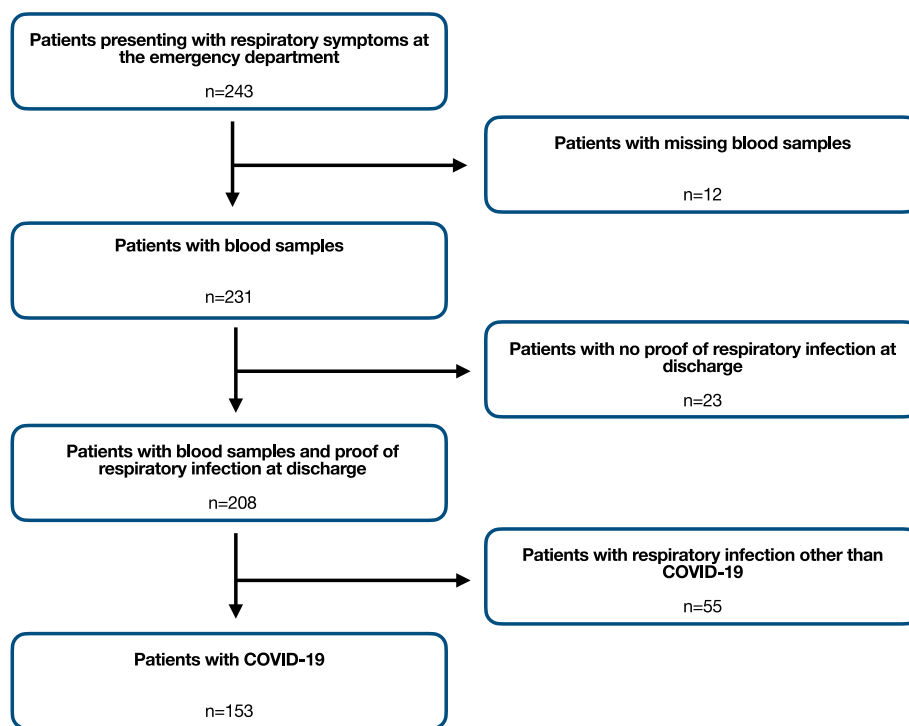 Patients presenting with respiratory symptoms at
the emergency department
n=243
Patients with missing blood samples
n=12
Patients with blood samples
n=231
Patients with no proof of respiratory infection at
discharge
n=23
Patients with blood samples and proof of
respiratory infection at discharge
n=208
Patients with respiratory infection other than
COVID-19
n=55
Patients with COVID-19
n=153